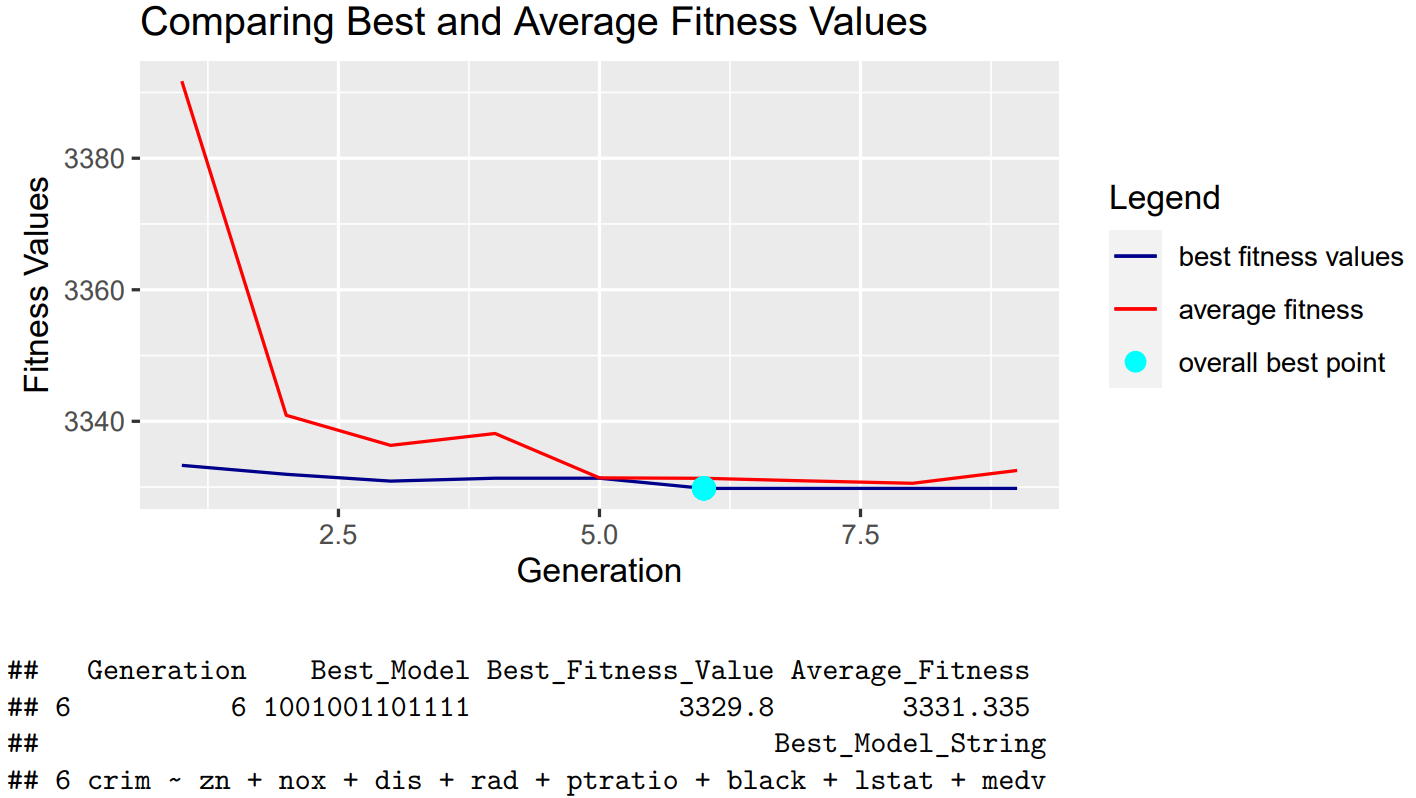 Comparing Best and Average Fitness Values
Fitness Values
3380
3360
3340
2.5 5.0 7.5
Generation
Legend
best fitness values
average fitness
overall best point
## Generation Best_Model Best_Fitness_Value Average_Fitness
## 6 6 1001001101111 3329.8 3331.335
## Best_Model_String
## 6 crim ~ zn + nox + dis + rad + ptratio + black + lstat + medv